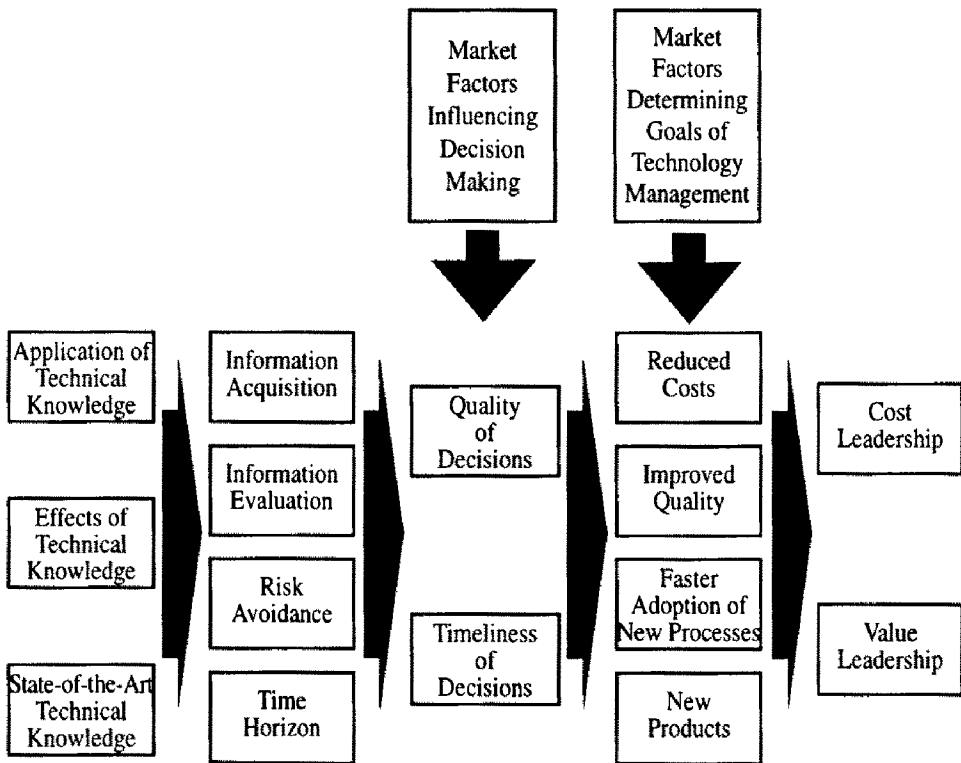 Market
Factors
Influencing
Decision
Making
Market
Factors
Determining
Goals of
Technology
Management
Application of
Technical
Knowledge
Effects of
Technical
Knowledge
State-of-the-Art
Technical
Knowledge
Information
Acquisition
Information
Evaluation
Risk
Avoidance
Time
Horizon
Quality
of
Decisions
Timeliness
of
Decisions
Reduced
Costs
Improved
Quality
Faster
Adoption of
New Processes
New
Products
Cost
Leadership
Value
Leadership